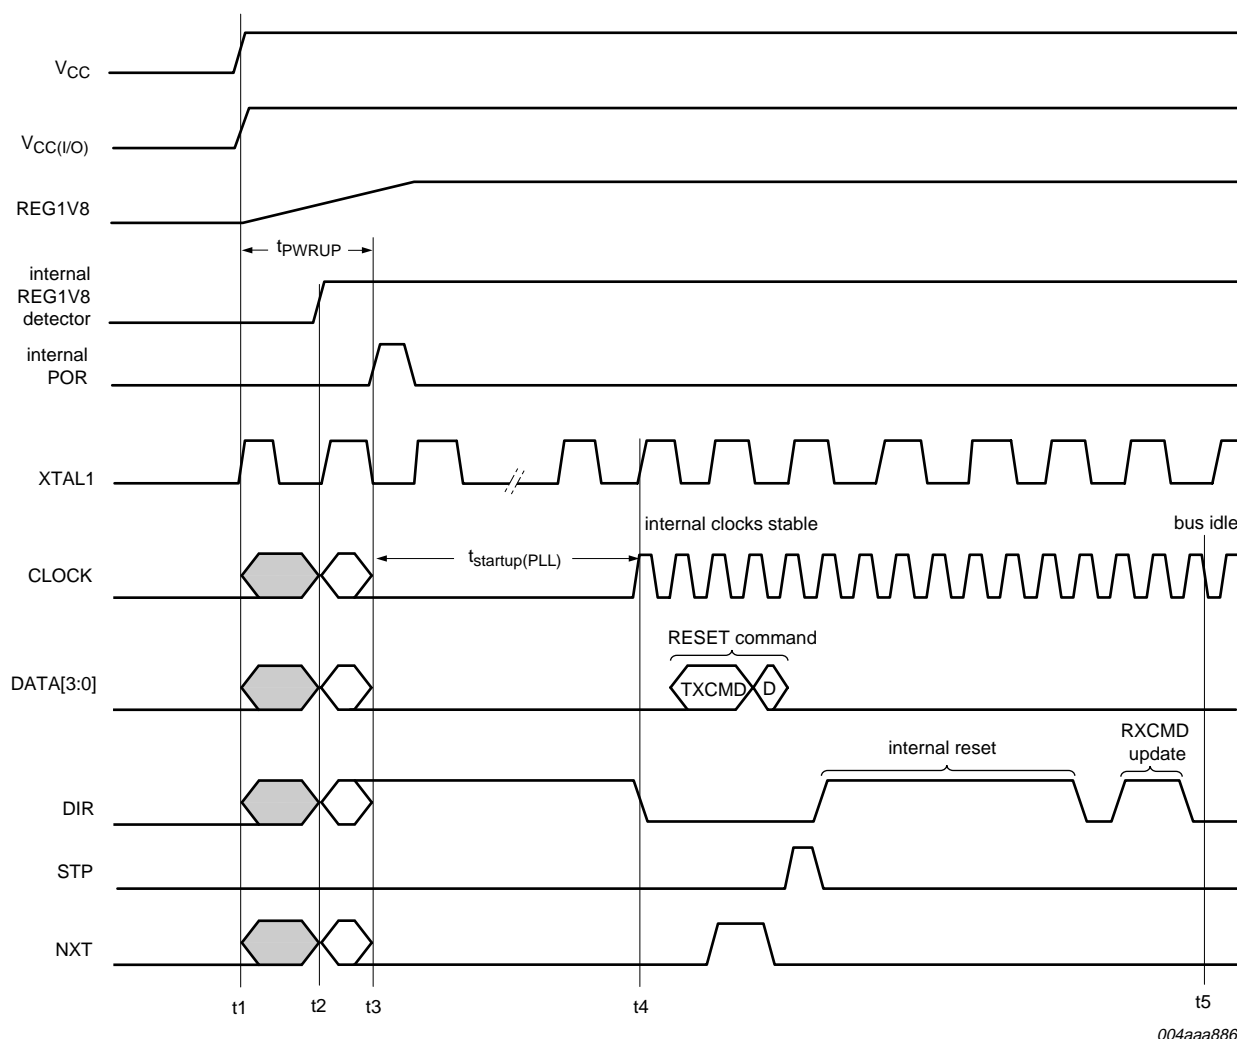 VCC
VCC(I/O)
REG1V8
tPWRUP
internal
REG1V8
detector
internal
POR
XTAL1
internal clocks stable
bus idle
CLOCK
tstartup(PLL)
RESET command
DATA[3:0]
TXCMD
D
RXCMD
update
internal reset
DIR
STP
NXT
t1
t2
t3
t4
t5
004aaa886